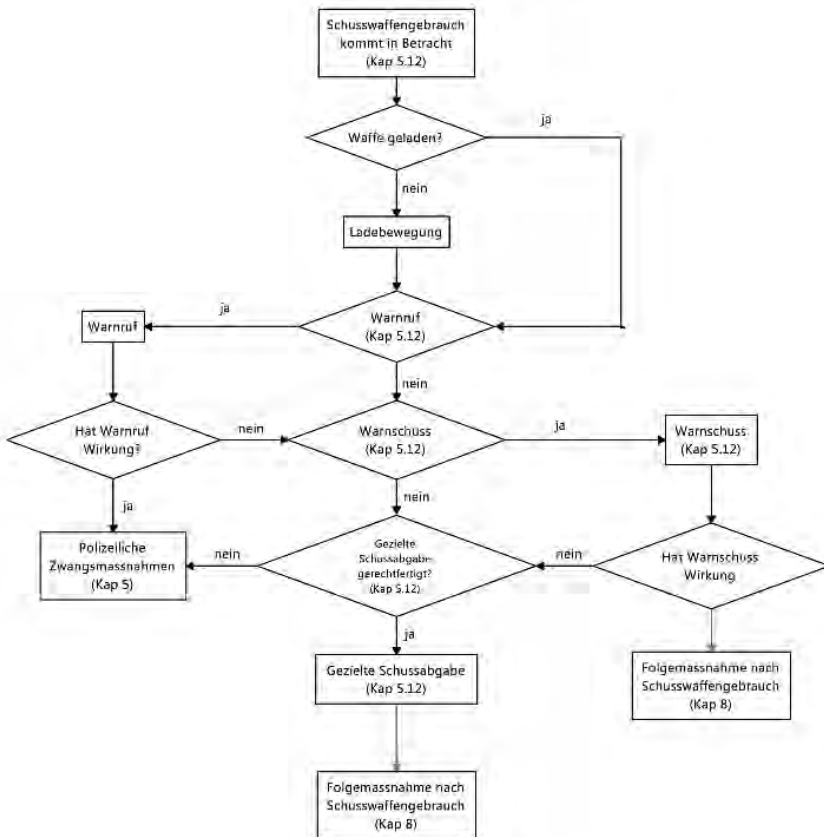 Schusswaffengebrauch
kommt in Betracht
(Kap 5.12)
Waffe geladen?
ja
nein
Ladebewegung
ja
Warnruf
Warnruf
(Kap 5.12)
nein
Hat Warnruf
Wirkung?
nein
Warnschuss
(Kap 5.12)
ja
Warnschuss
(Kap 5.12)
ja
nein
Polizeiliche
Zwangsmassnahmen
(Kap 5)
nein
Gezielte
Schussabgabe
gerechtfertigt?
(Kap 5.12)
nein
Hat Warnschuss
Wirkung
ja
Gezielte Schussabgabe
(Kap 5.12)
Folgemassnahme nach
Schusswaffengebrauch
(Kap 8)
Folgemassnahme nach
Schusswaffengebrauch
(Kap 8)